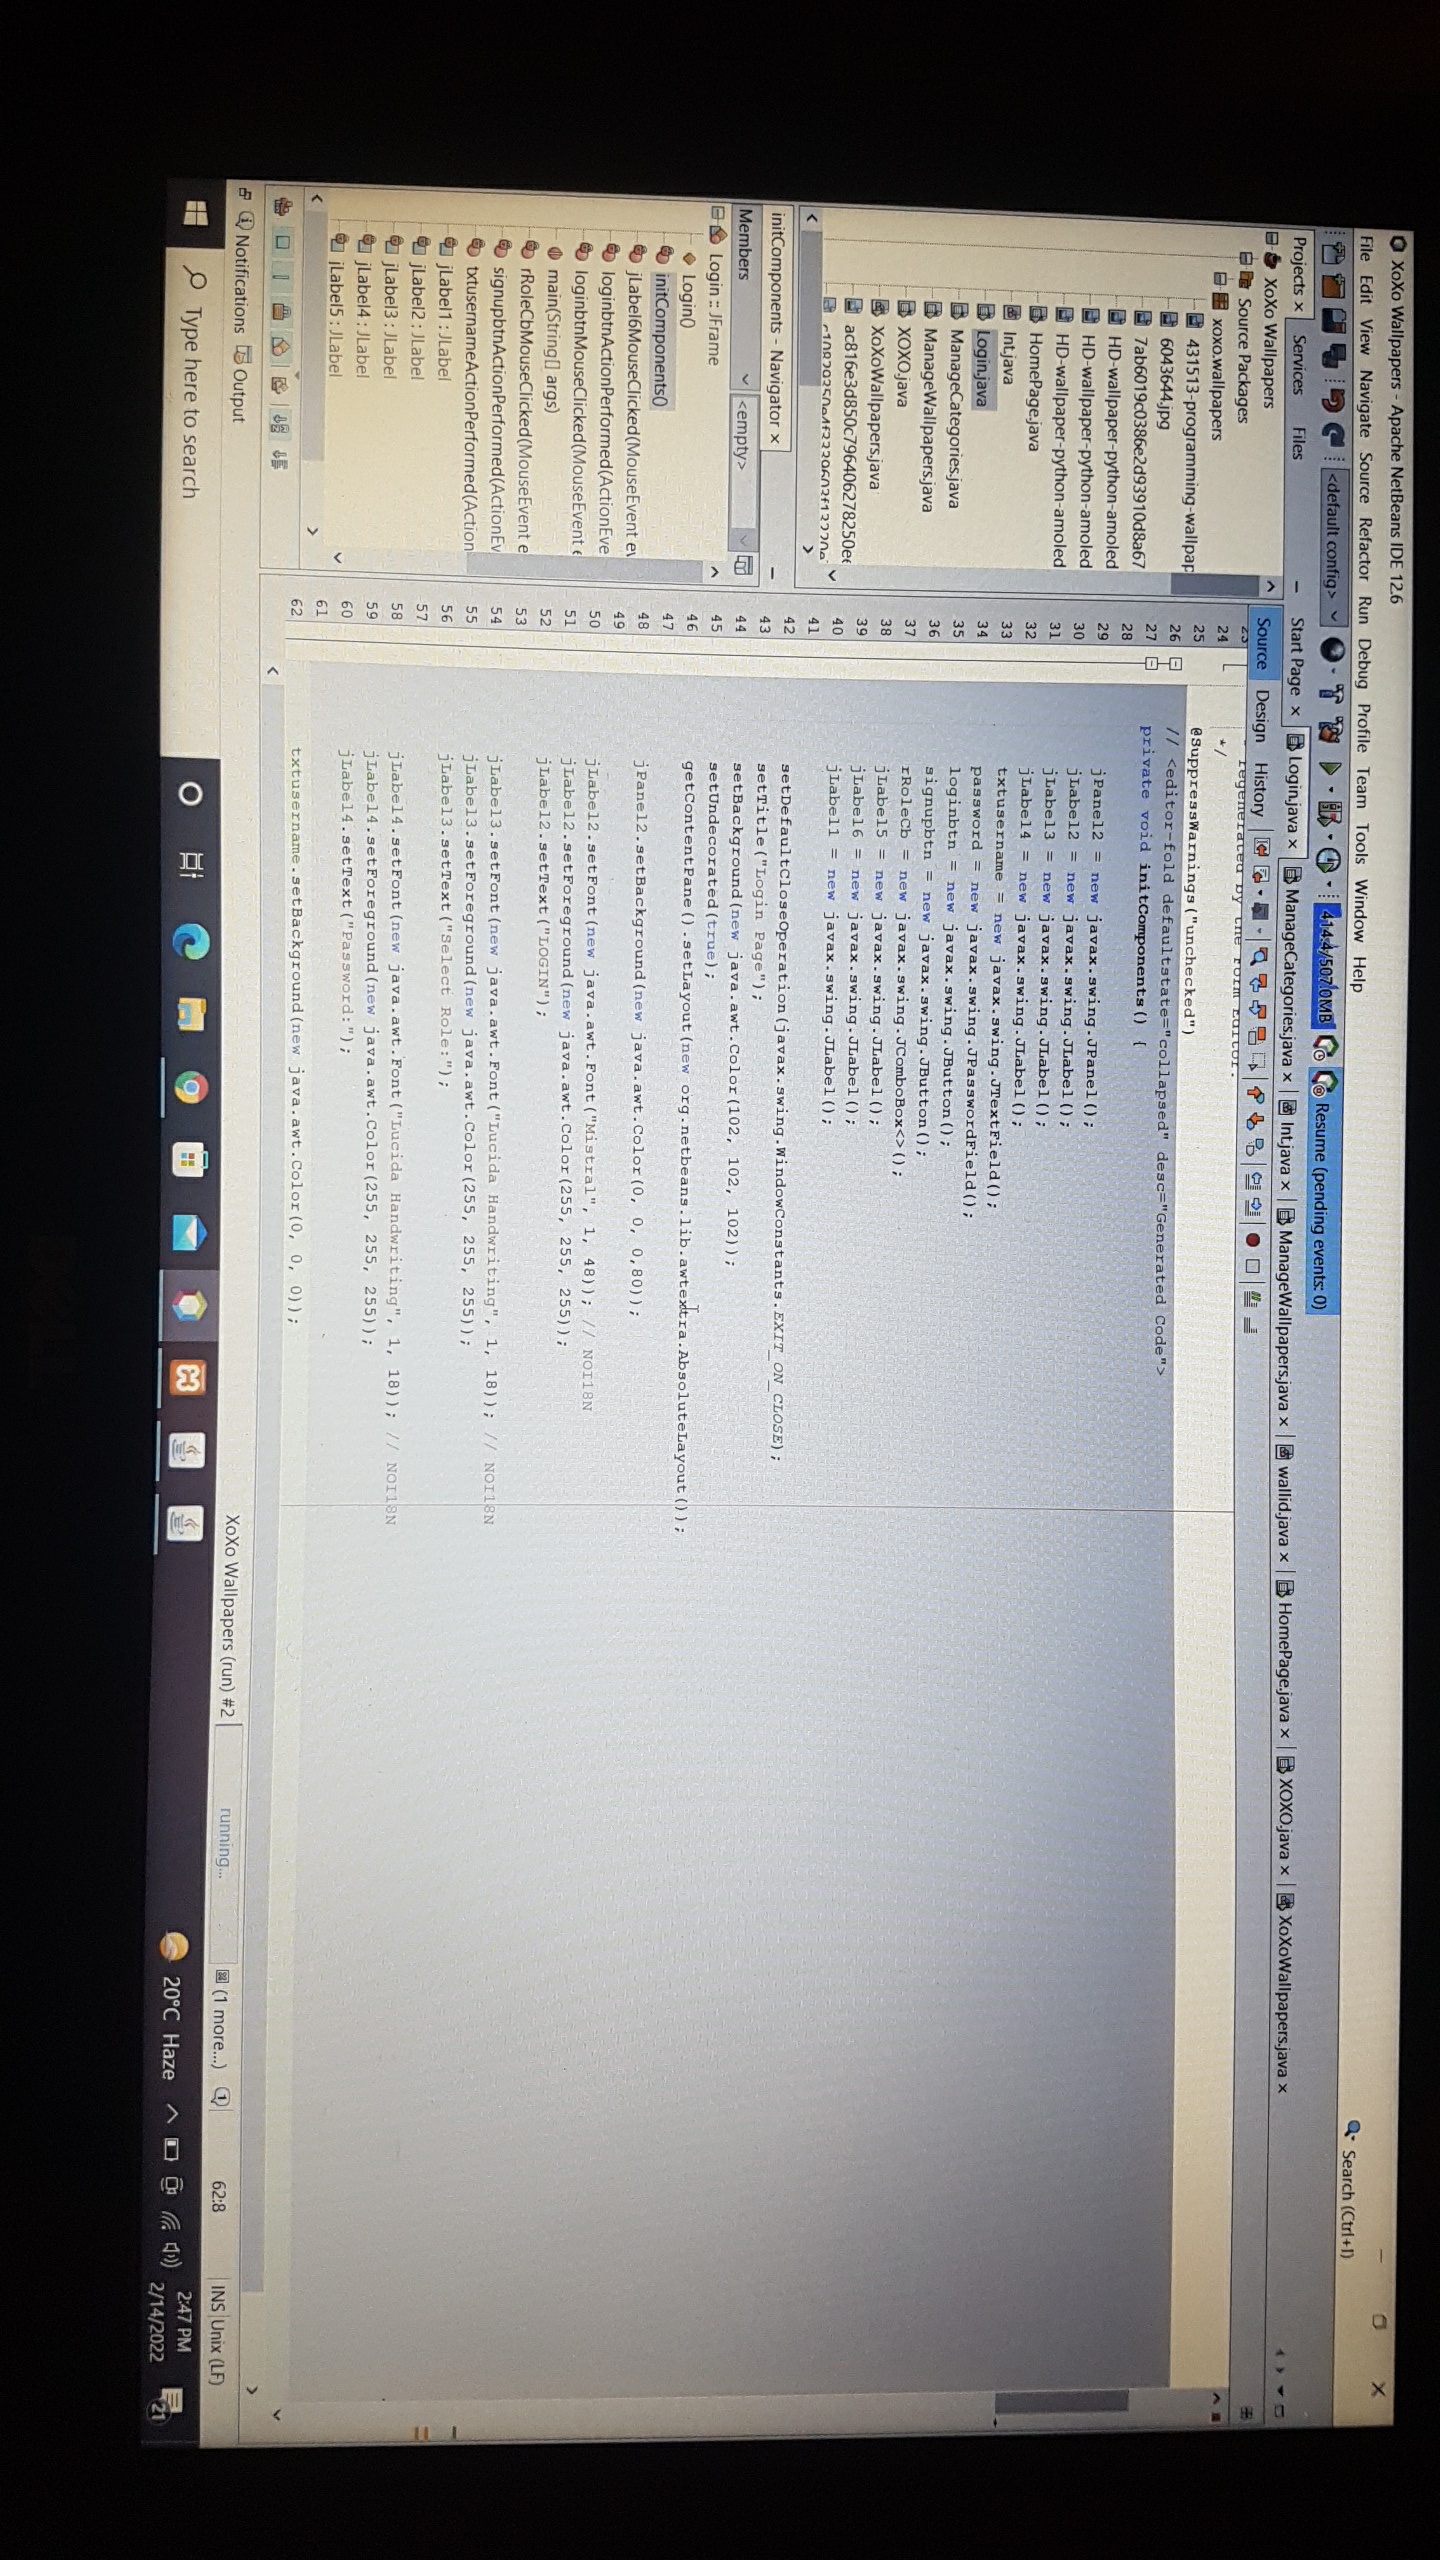 XoXo Wallpapers - Apache NetBeans IDE 12.6
File Edit View Navigate Source Refactor Run Debug Profile Team Tools Window Help
Search (Ctrl+I)
<default config>
414.4/507.0MB
Resume (pending events: 0)
Projects Services Files
Start Page Login.java ManageCategories.java Int.java ManageWallpapers.java wallid.java HomePage.java XOXO.java XoXoWallpapers.java
Source Design History
XoXo Wallpapers
Source Packages
xoxo.wallpapers
431513-programming-wallpap
6043644.jpg
7ab6019c0386e2d93910d8a67
HD-wallpaper-python-amoled
HD-wallpaper-python-amoled
HD-wallpaper-python-amoled
HomePage.java
Int.java
Login.java
ManageCategories.java
ManageWallpapers.java
XOXO.java
XoXoWallpapers.java
ac816e3d850c796406278250e
initComponents - Navigator
Members <empty>
Login :: JFrame
Login()
initComponents()
jLabel6MouseClicked(MouseEvent ev
loginbtnActionPerformed(ActionEve
loginbtnMouseClicked(MouseEvent e
main(String[] args)
rRoleCbMouseClicked(MouseEvent e
signupbtnActionPerformed(ActionEv
txtusernameActionPerformed(Action
jLabel1 : JLabel
jLabel2 : JLabel
jLabel3 : JLabel
jLabel4 : JLabel
jLabel5 : JLabel
23 regenerated by the Form Editor.
24 */
25 @SuppressWarnings("unchecked")
26 // <editor-fold defaultstate="collapsed" desc="Generated Code">
27 private void initComponents() {
28
29 jPanel2 = new javax.swing.JPanel();
30 jLabel2 = new javax.swing.JLabel();
31 jLabel3 = new javax.swing.JLabel();
32 jLabel4 = new javax.swing.JLabel();
33 txtusername = new javax.swing.JTextField();
34 password = new javax.swing.JPasswordField();
35 loginbtn = new javax.swing.JButton();
36 signupbtn = new javax.swing.JButton();
37 rRoleCb = new javax.swing.JComboBox<>();
38 jLabel5 = new javax.swing.JLabel();
39 jLabel6 = new javax.swing.JLabel();
40 jLabel1 = new javax.swing.JLabel();
41
42 setDefaultCloseOperation(javax.swing.WindowConstants.EXIT_ON_CLOSE);
43 setTitle("Login Page");
44 setBackground(new java.awt.Color(102, 102, 102));
45 setUndecorated(true);
46 getContentPane().setLayout(new org.netbeans.lib.awtextra.AbsoluteLayout());
47
48 jPanel2.setBackground(new java.awt.Color(0, 0, 0,80));
49
50 jLabel2.setFont(new java.awt.Font("Mistral", 1, 48)); // NOI18N
51 jLabel2.setForeground(new java.awt.Color(255, 255, 255));
52 jLabel2.setText("LOGIN");
53
54 jLabel3.setFont(new java.awt.Font("Lucida Handwriting", 1, 18)); // NOI18N
55 jLabel3.setForeground(new java.awt.Color(255, 255, 255));
56 jLabel3.setText("Select Role:");
57
58 jLabel4.setFont(new java.awt.Font("Lucida Handwriting", 1, 18)); // NOI18N
59 jLabel4.setForeground(new java.awt.Color(255, 255, 255));
60 jLabel4.setText("Password:");
61
62 txtusername.setBackground(new java.awt.Color(0, 0, 0));
Notifications Output
XoXo Wallpapers (run) #2 running... (1 more...) 62:8 INS Unix (LF)
Type here to search
20°C Haze
2:47 PM
2/14/2022
21